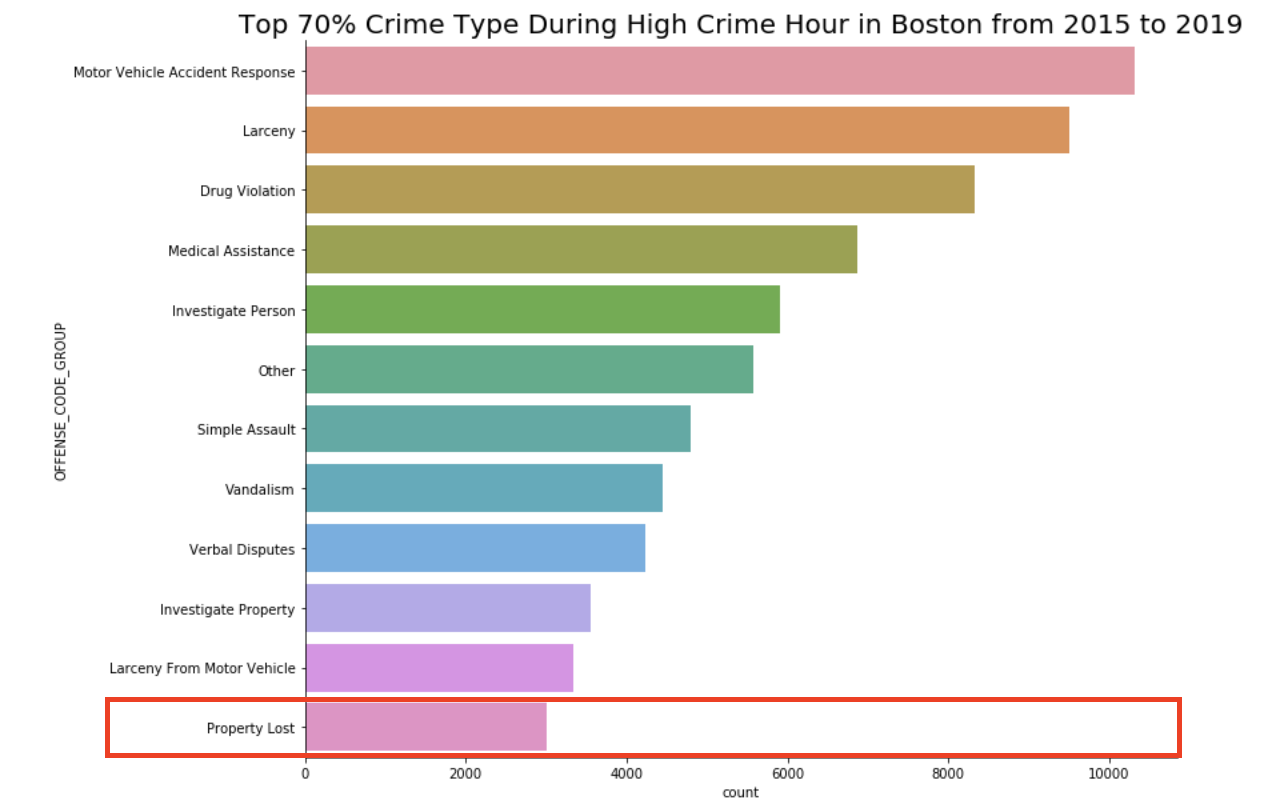 Top 70% Crime Type During High Crime Hour in Boston from 2015 to 2019
Motor Vehicle Accident Response
Larceny
Drug Violation
Medical Assistance
Investigate Person
Other
Simple Assault
Vandalism
Verbal Disputes
Investigate Property
Larceny From Motor Vehicle
Property Lost
OFFENSE_CODE_GROUP
0 2000 4000 6000 8000 10000
count